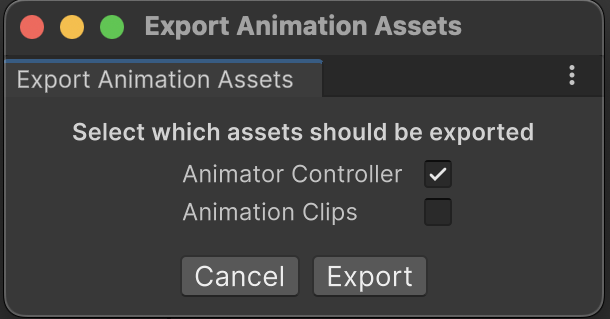 Export Animation Assets
Export Animation Assets
Select which assets should be exported
Animator Controller
Animation Clips
Cancel Export